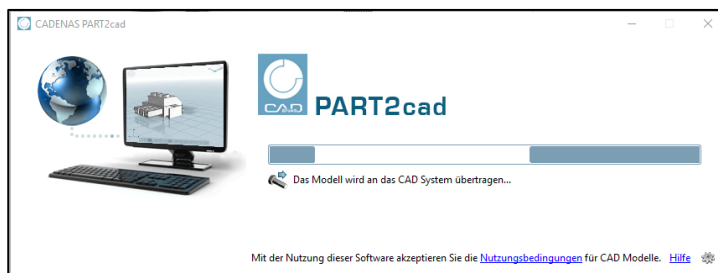 CADENAS PART2cad
CAD
PART2cad
Das Modell wird an das CAD System übertragen...
Mit der Nutzung dieser Software akzeptieren Sie die Nutzungsbedingungen für CAD Modelle. Hilfe